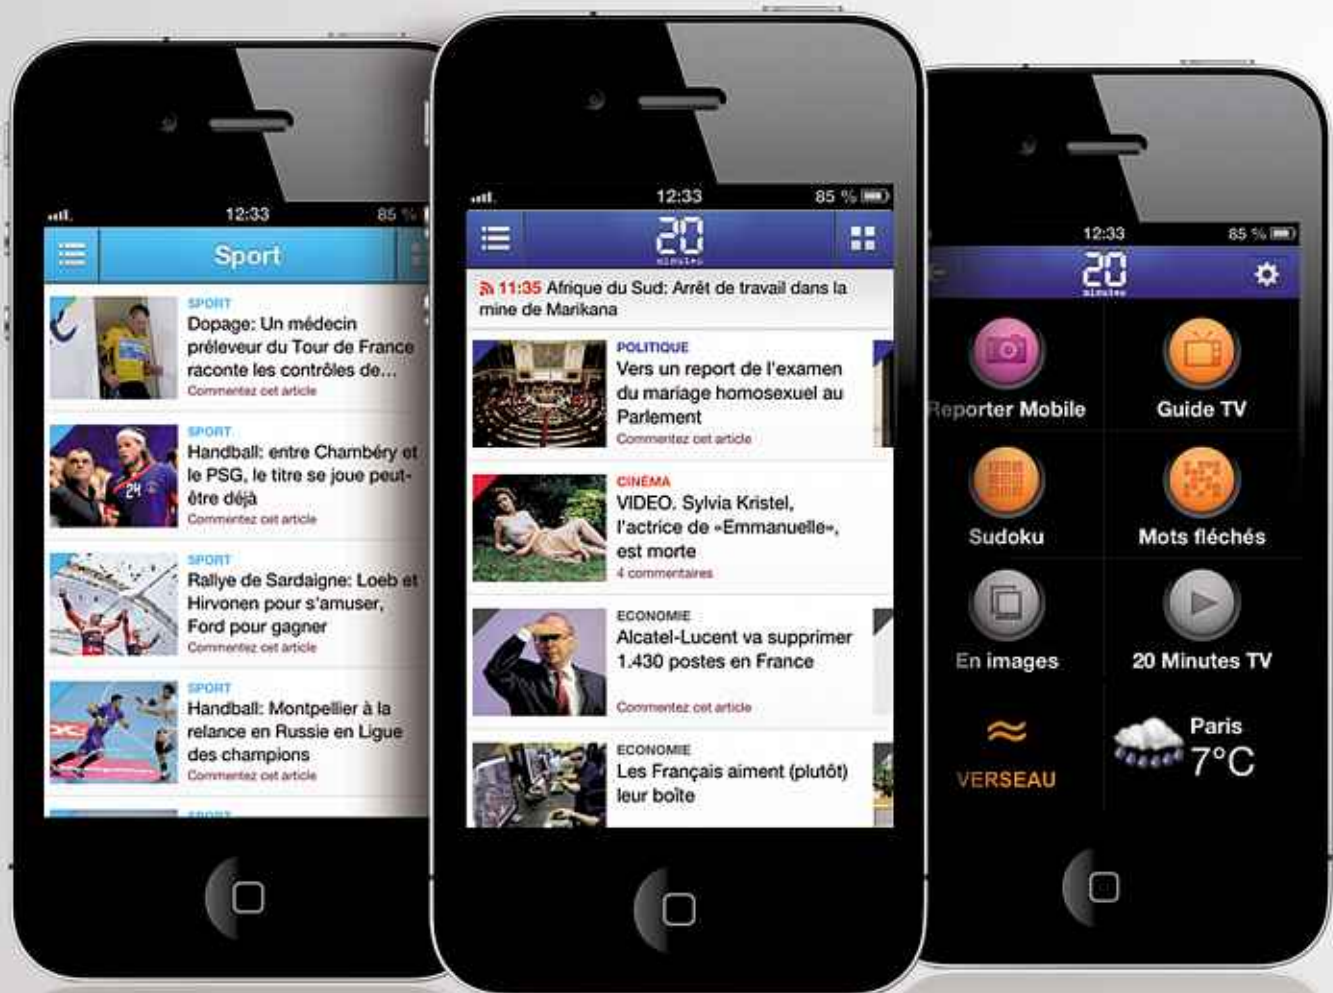 12:33
85 %
Sport
SPORT
Dopage: Un médecin
préleveur du Tour de France
raconte les contrôles de...
Commentez cet article
SPORT
Handball: entre Chambéry et
le PSG, le titre se joue peut-
être déjà
Commentez cet article
SPORT
Rallye de Sardaigne: Loeb et
Hirvonen pour s'amuser,
Ford pour gagner
Commentez cet article
SPORT
Handball: Montpellier à la
relance en Russie en Ligue
des champions
Commentez cet article
SPORT
12:33
85 %
20
minutes
11:35 Afrique du Sud: Arrêt de travail dans la
mine de Marikana
POLITIQUE
Vers un report de l'examen
du mariage homosexuel au
Parlement
Commentez cet article
CINÉMA
VIDEO. Sylvia Kristel,
l'actrice de «Emmanuelle»,
est morte
4 commentaires
ECONOMIE
Alcatel-Lucent va supprimer
1.430 postes en France
Commentez cet article
ECONOMIE
Les Français aiment (plutôt)
leur boîte
12:33
85 %
20
minutes
Reporter Mobile
Guide TV
Sudoku
Mots fléchés
En images
20 Minutes TV
VERSEAU
Paris
7°C
24